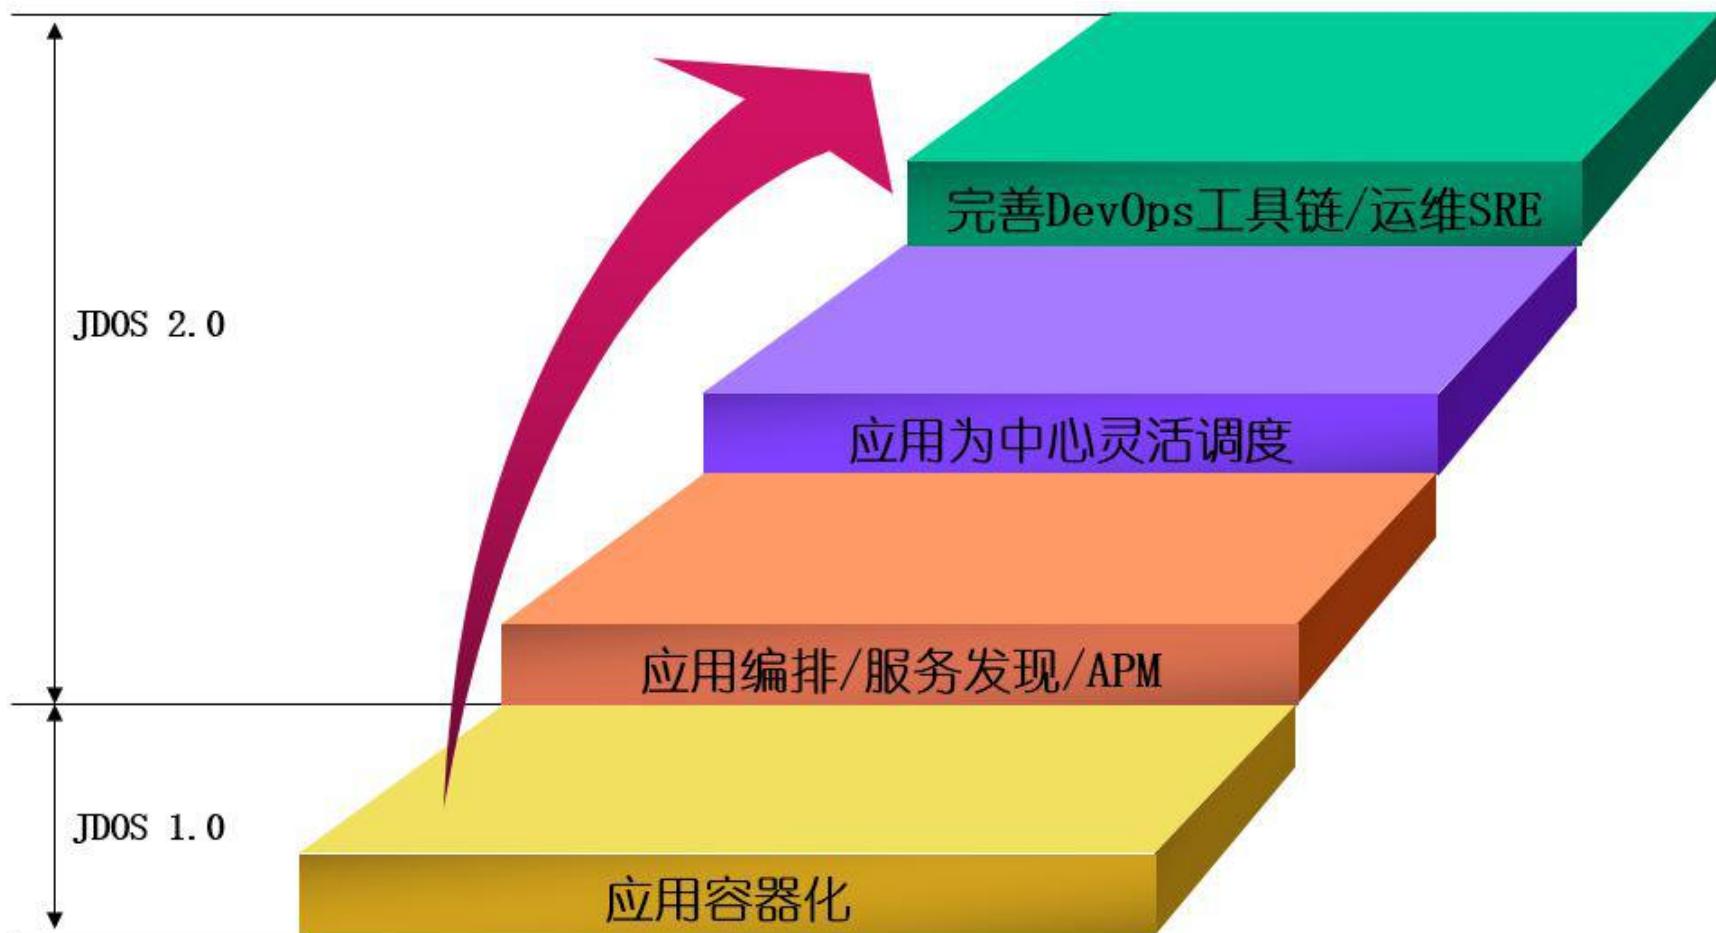 完善DevOps工具链/运维SRE
JDOS 2.0
应用为中心灵活调度
应用编排/服务发现/APM
JDOS 1.0
应用容器化